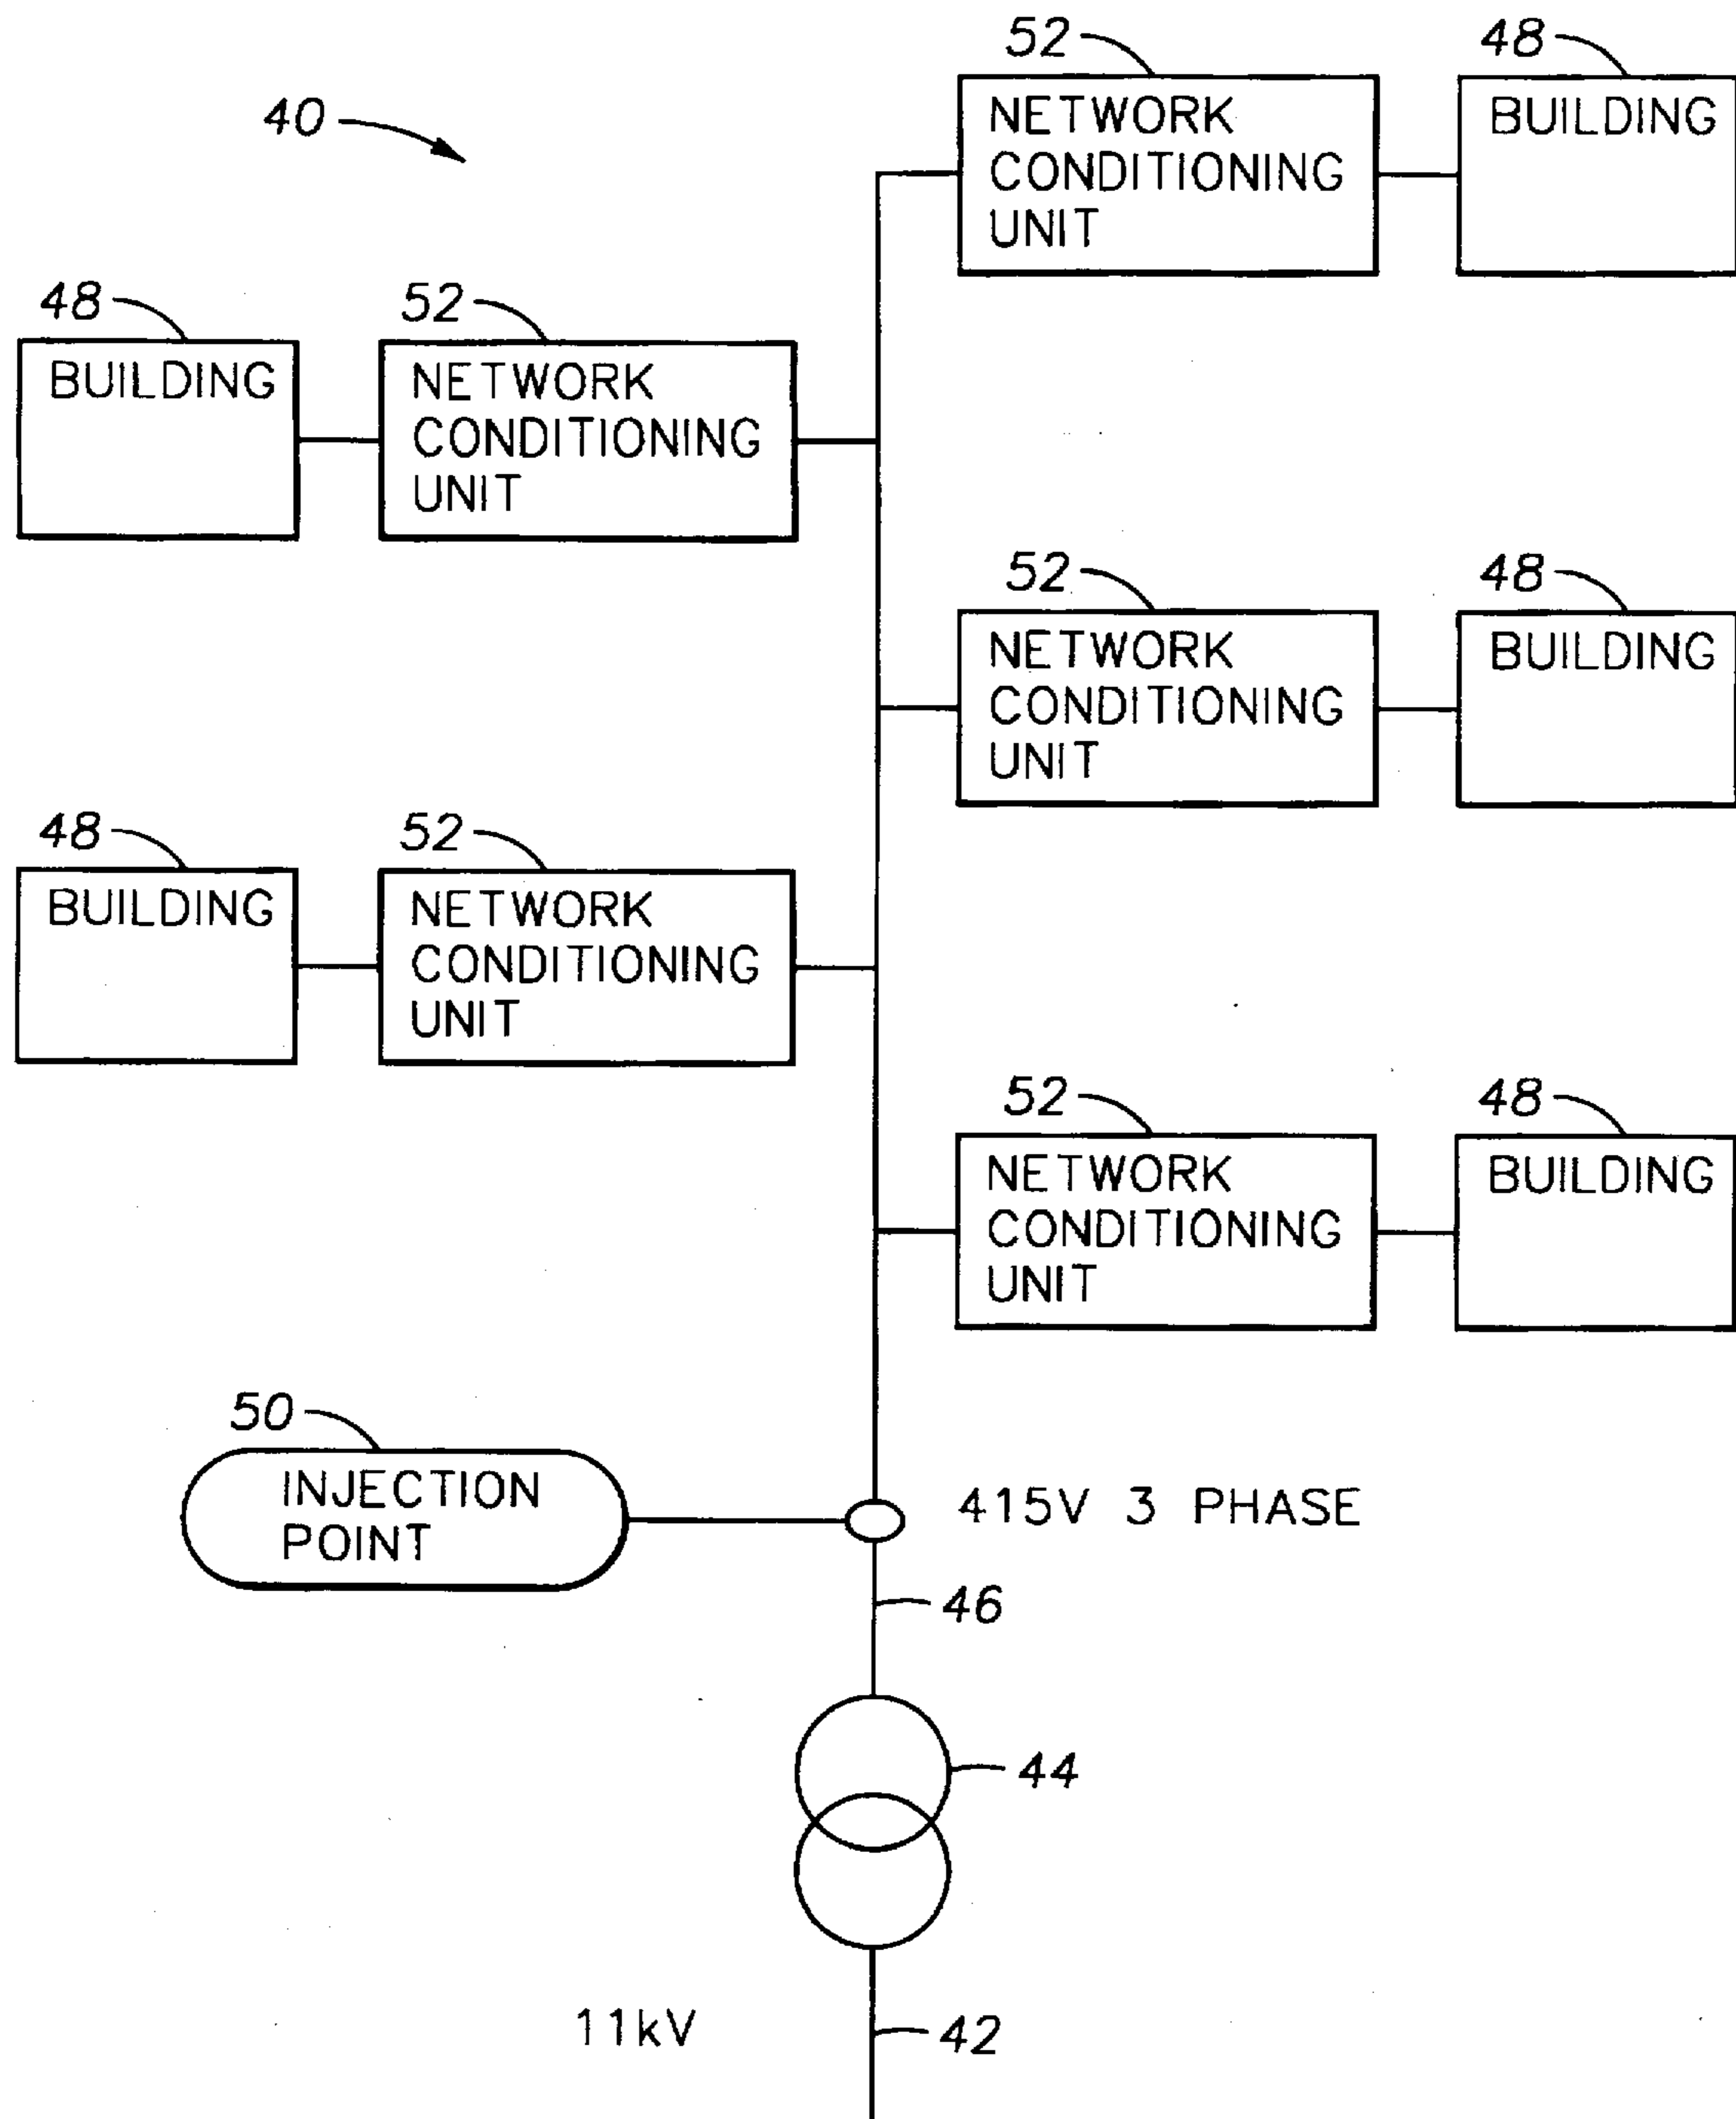 52
48
40
NETWORK
CONDITIONING
UNIT
BUILDING
48
52
BUILDING
NETWORK
CONDITIONING
UNIT
52
48
NETWORK
CONDITIONING
UNIT
BUILDING
48
52
BUILDING
NETWORK
CONDITIONING
UNIT
52
48
NETWORK
CONDITIONING
UNIT
BUILDING
50
INJECTION
POINT
415V 3 PHASE
46
44
11kV
42